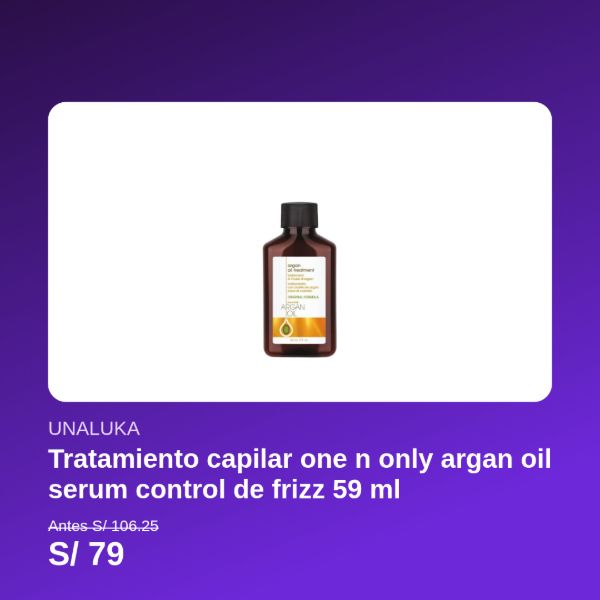 argan
oil treatment
ORIGINAL FORMULA
ARGAN
OIL
UNALUKA
Tratamiento capilar one n only argan oil
serum control de frizz 59 ml
Antes S/ 106.25
S/ 79